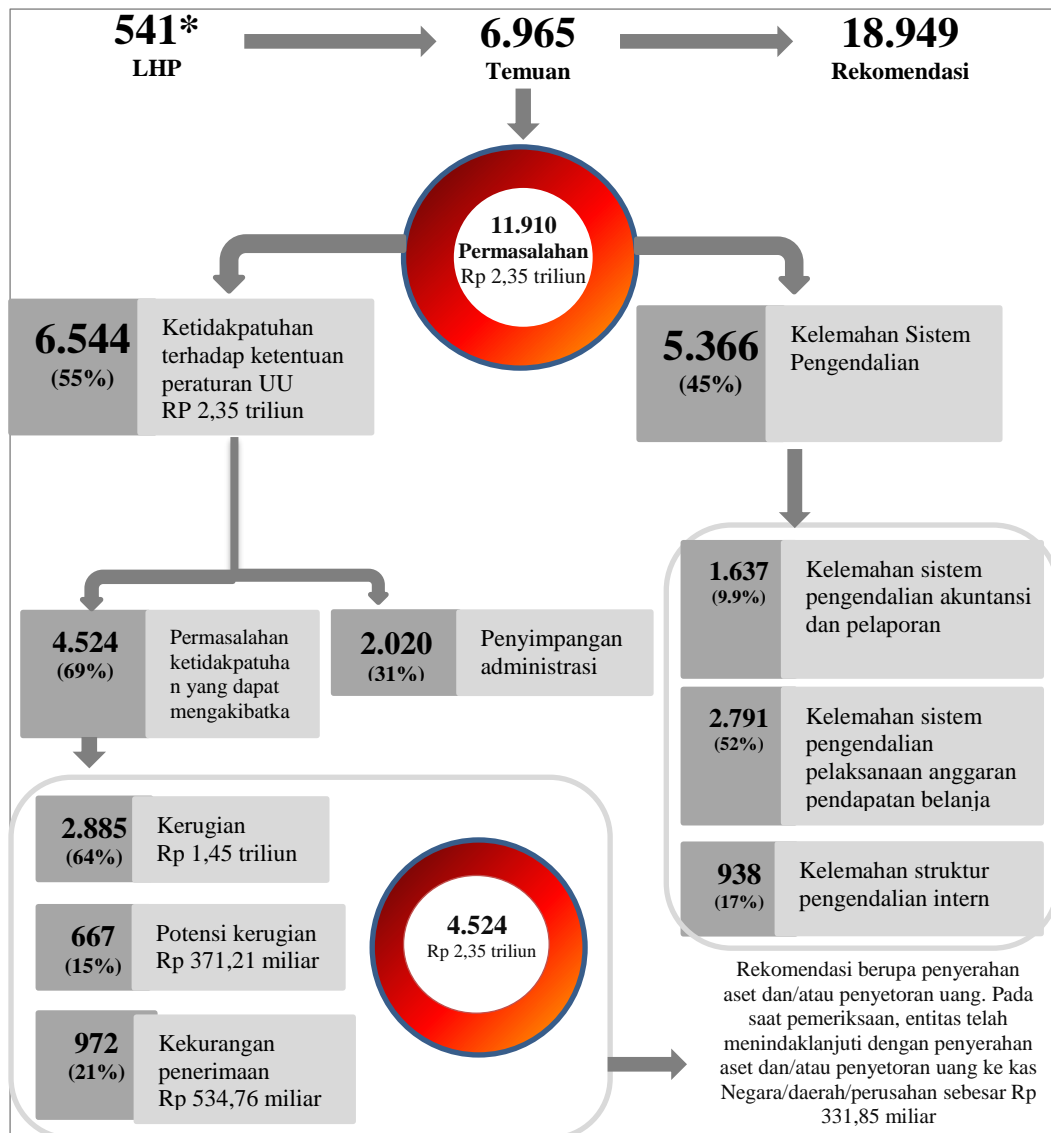 541*
LHP
6.965
Temuan
18.949
Rekomendasi
11.910
Permasalahan
Rp 2,35 triliun
6.544
(55%)
Ketidakpatuhan
terhadap ketentuan
peraturan UU
RP 2,35 triliun
5.366
(45%)
Kelemahan Sistem
Pengendalian
4.524
(69%)
Permasalahan
ketidakpatuha
n yang dapat
mengakibatka
2.020
(31%)
Penyimpangan
administrasi
1.637
(9.9%)
Kelemahan sistem
pengendalian akuntansi
dan pelaporan
2.791
(52%)
Kelemahan sistem
pengendalian
pelaksanaan anggaran
pendapatan belanja
938
(17%)
Kelemahan struktur
pengendalian intern
2.885
(64%)
Kerugian
Rp 1,45 triliun
667
(15%)
Potensi kerugian
Rp 371,21 miliar
972
(21%)
Kekurangan
penerimaan
Rp 534,76 miliar
4.524
Rp 2,35 triliun
Rekomendasi berupa penyerahan
aset dan/atau penyetoran uang. Pada
saat pemeriksaan, entitas telah
menindaklanjuti dengan penyerahan
aset dan/atau penyetoran uang ke kas
Negara/daerah/perusahan sebesar Rp
331,85 miliar